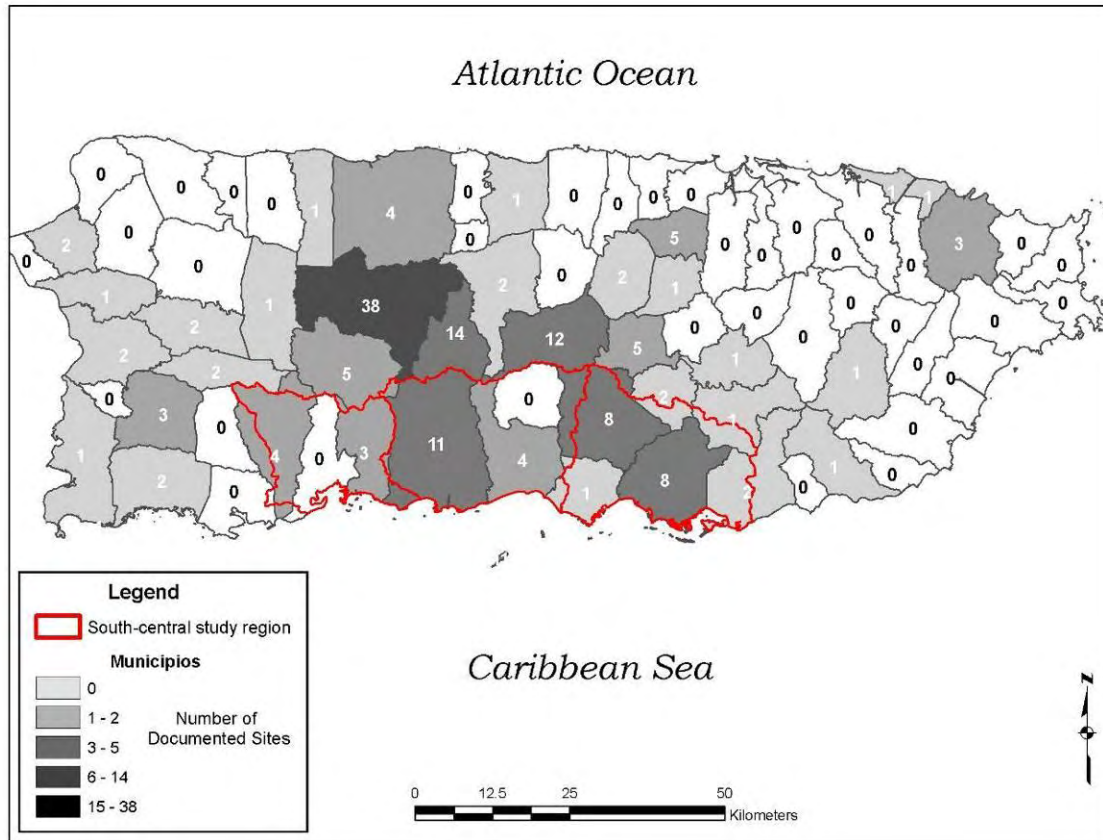 Atlantic Ocean
0 0 0 0 1 4 0 1 0 0 0 0 1 1
2 0 0 0 2 0 2 5 0 0 0 0 0 0 3 0 0
0 1 1 38 14 12 1 0 0 0 0 0 0 0
2 2 2 5 5 0 1 0 1 0 0
0 3 0 4 0 3 11 0 4 8 2 1 0
1 2 0 1 8 2 0 1 0
Legend
South-central study region
Municipios
0
1 - 2
3 - 5
6 - 14
15 - 38
Number of
Documented Sites
Caribbean Sea
N
0 12.5 25 50
Kilometers